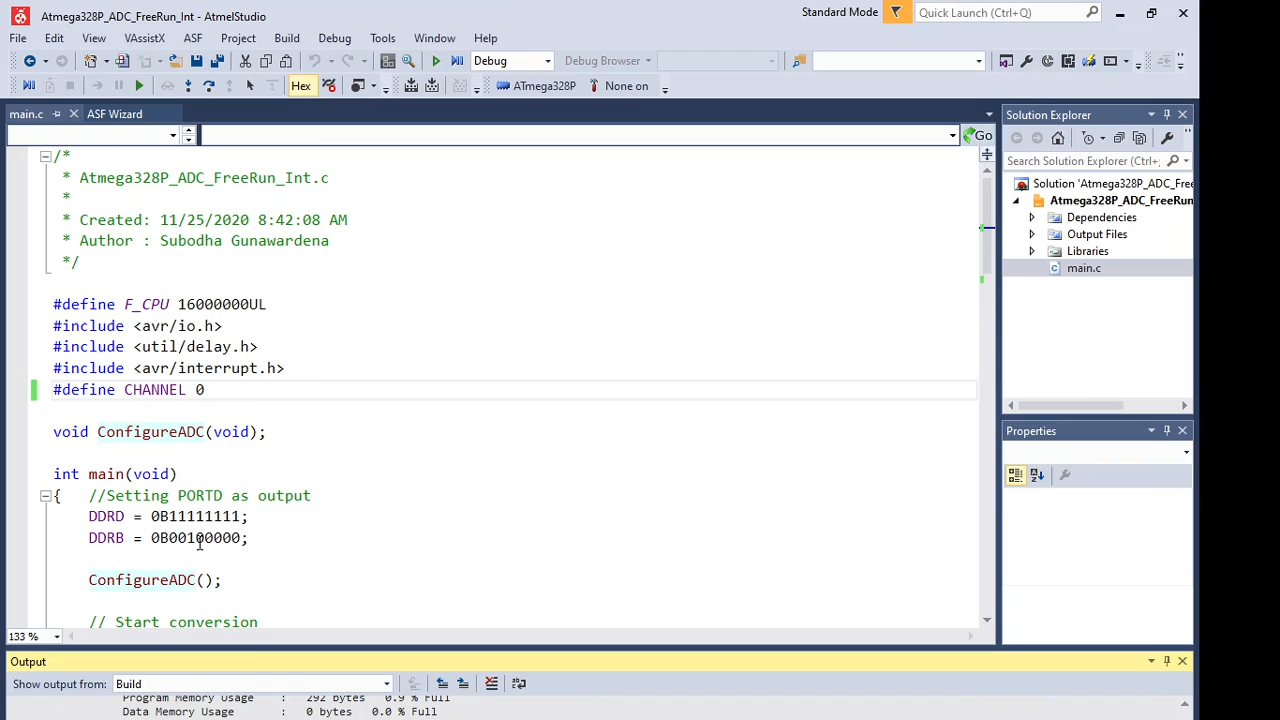 Atmega328P_ADC_FreeRun_Int - AtmelStudio
Standard Mode
Quick Launch (Ctrl+Q)
File Edit View VAssistX ASF Project Build Debug Tools Window Help
Debug
Debug Browser
Hex
ATmega328P
None on
main.c
ASF Wizard
Go
/*
* Atmega328P_ADC_FreeRun_Int.c
*
* Created: 11/25/2020 8:42:08 AM
* Author : Subodha Gunawardena
*/
#define F_CPU 16000000UL
#include <avr/io.h>
#include <util/delay.h>
#include <avr/interrupt.h>
#define CHANNEL 0
void ConfigureADC(void);
int main(void)
{ //Setting PORTD as output
DDRD = 0B11111111;
DDRB = 0B00100000;
ConfigureADC();
// Start conversion
133 %
Solution Explorer
Search Solution Explorer (Ctrl+;
Solution 'Atmega328P_ADC_Free
Atmega328P_ADC_FreeRun
Dependencies
Output Files
Libraries
main.c
Properties
Output
Show output from: Build
Program Memory Usage : 292 bytes 0.9 % Full
Data Memory Usage : 0 bytes 0.0 % Full